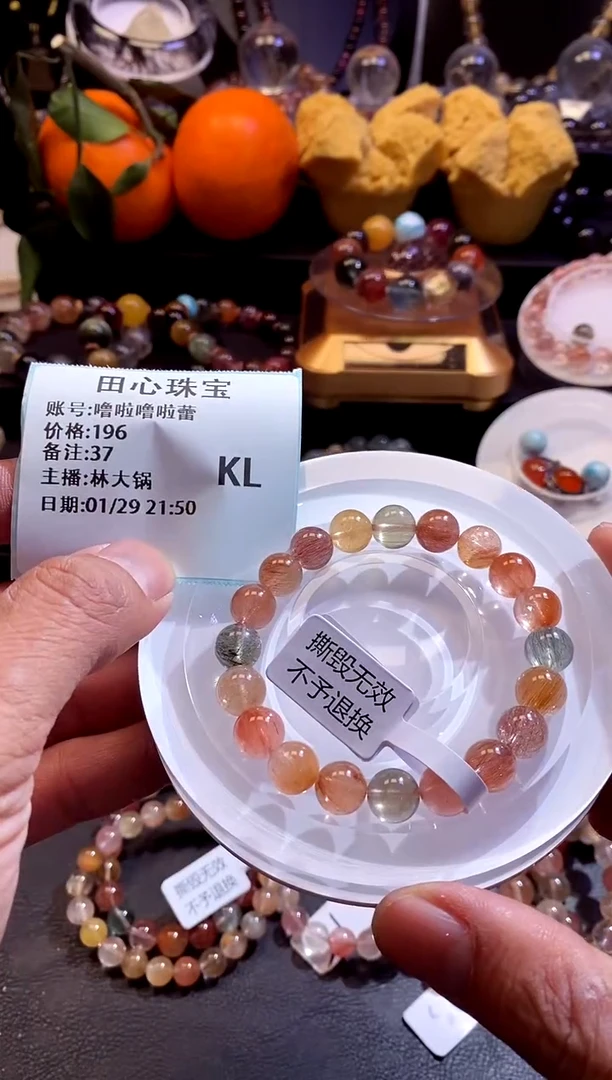 田心珠宝
账号:噜啦噜啦蕾
价格:196
备注:37
主播:林大锅
KL
日期:01/29 21:50
撕毁无效
不予退换
撕毁无效
不予退换